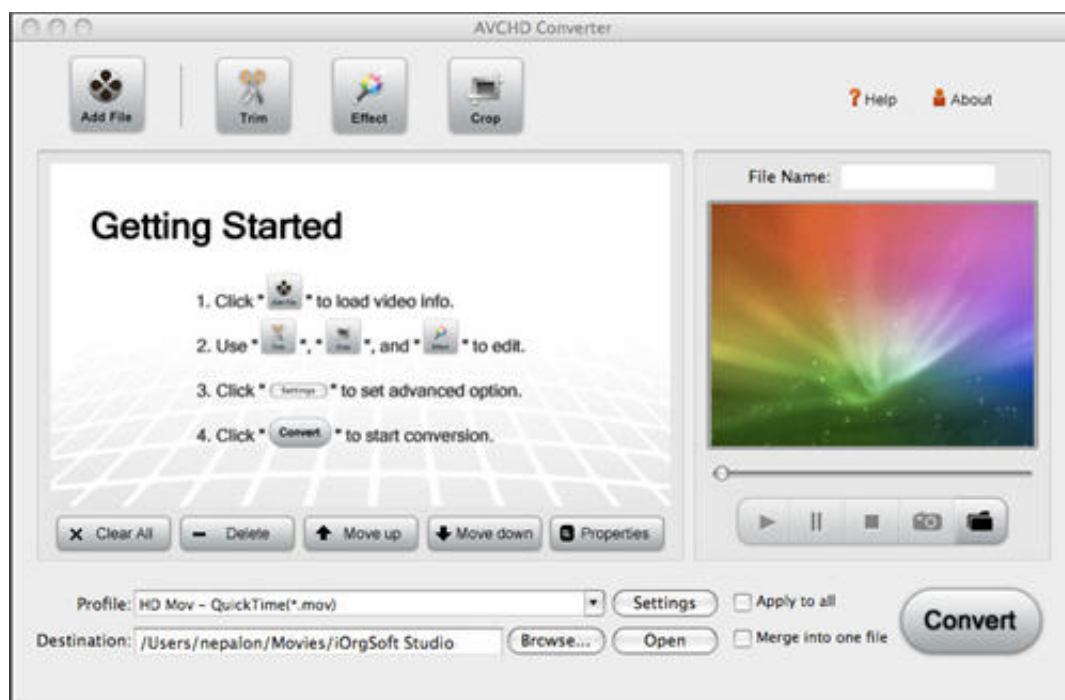 AVCHD Converter
Add File
Trim
Effect
Crop
? Help
About
File Name:
Getting Started
1. Click " " to load video info.
2. Use " ", " ", and " " to edit.
3. Click " Settings " to set advanced option.
4. Click " Convert " to start conversion.
Clear All
Delete
Move up
Move down
Properties
Profile: HD Mov - QuickTime(*.mov)
Settings
Apply to all
Destination: /Users/nepalon/Movies/iOrgSoft Studio
Browse...
Open
Merge into one file
Convert